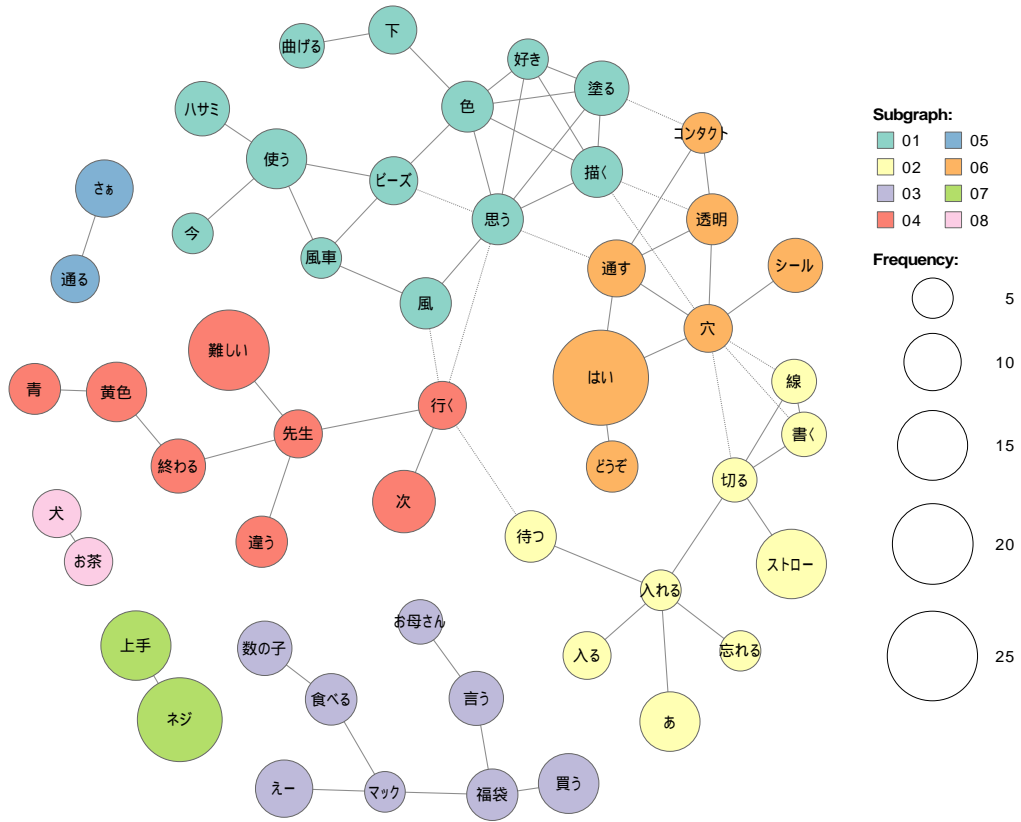 下
曲げる
好き
塗る
色
ハサミ
コンタクト
使う
描く
ビーズ
さぁ
思う
透明
今
風車
通す
シール
通る
風
穴
難しい
はい
線
青
黄色
行く
先生
書く
終わる
どうぞ
切る
次
犬
違う
待つ
お茶
ストロー
入れる
お母さん
上手
数の子
入る
忘れる
食べる
言う
ネジ
あ
えー
マック
福袋
買う
Subgraph:
01 05
02 06
03 07
04 08
Frequency:
5
10
15
20
25